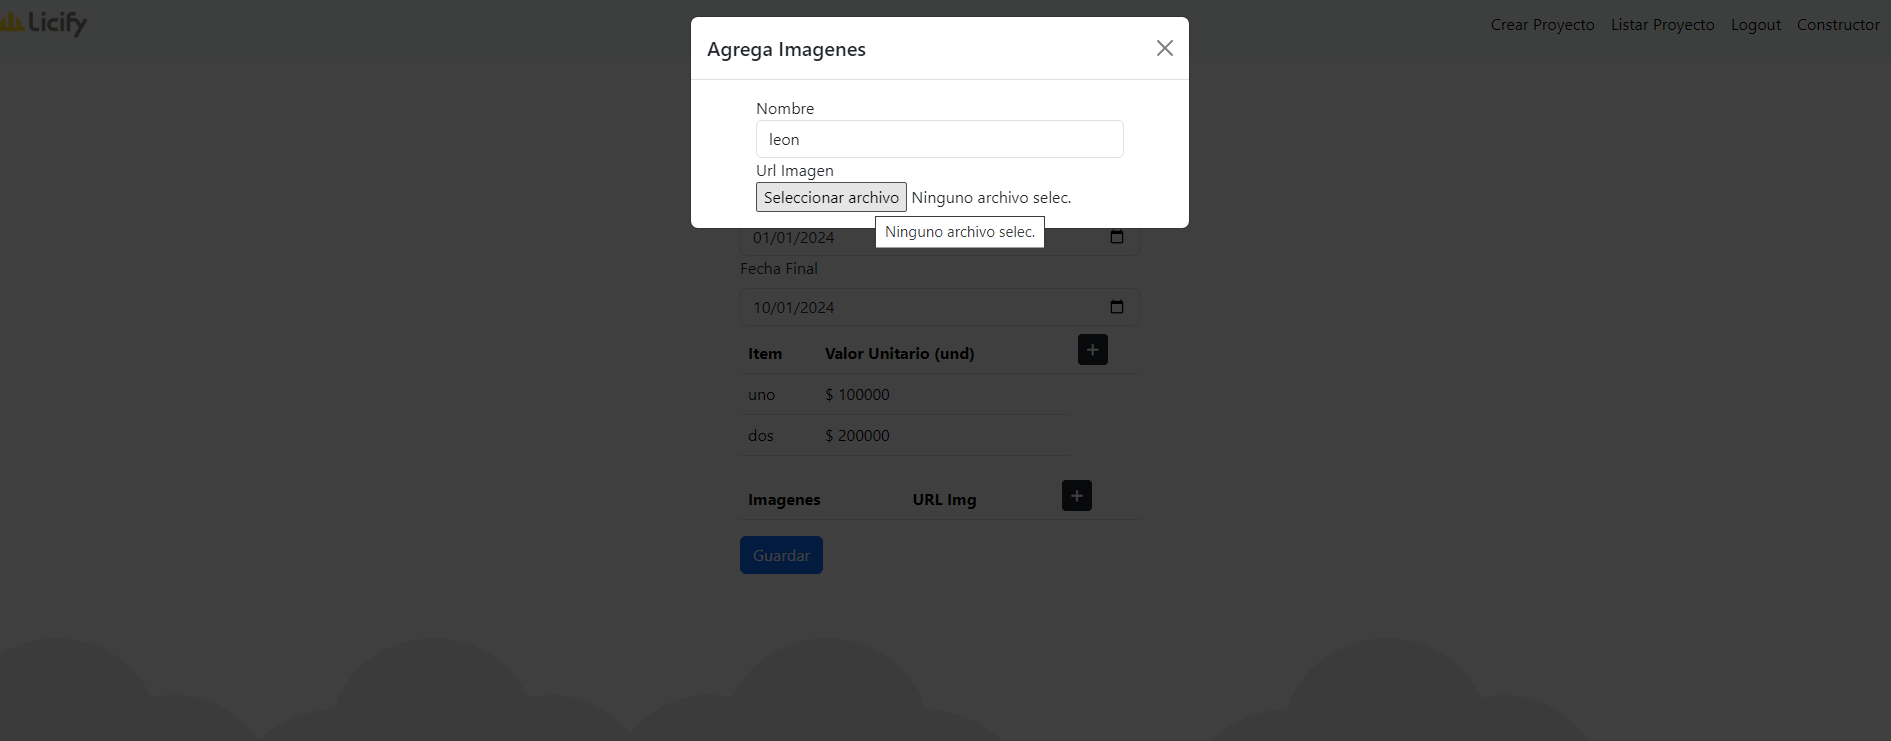 Licify
Crear Proyecto Listar Proyecto Logout Constructor
Agrega Imagenes
Nombre
leon
Url Imagen
Seleccionar archivo Ninguno archivo selec.
Ninguno archivo selec.
01/01/2024
Fecha Final
10/01/2024
Item Valor Unitario (und) +
uno $ 100000
dos $ 200000
Imagenes URL Img +
Guardar